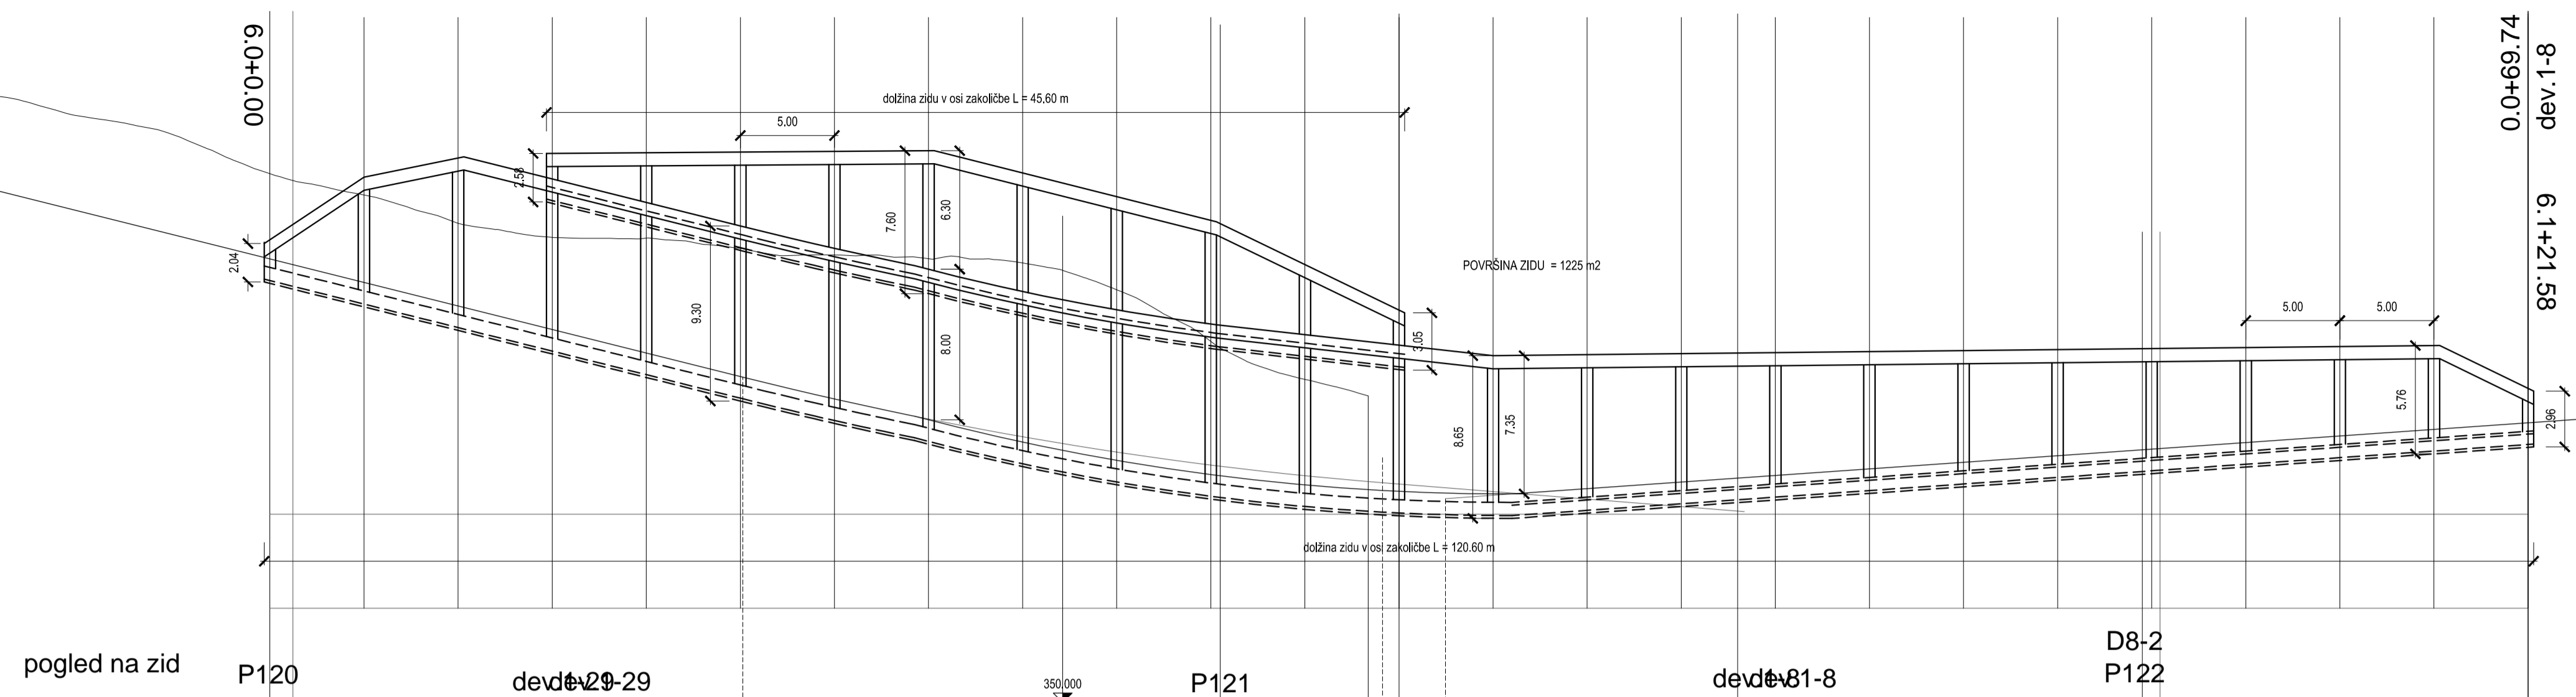 6.0+0.00
dolžina zidu v osi zakoličbe L = 45,60 m
5.00
2.58
7.60
6.30
2.04
9.30
8.00
3.05
POVRŠINA ZIDU = 1225 m2
8.65
7.35
5.00
5.00
5.76
2.96
0.0+69.74
dev.1-8
6.1+21.58
dolžina zidu v osi zakoličbe L = 120.60 m
pogled na zid
P120
350.000
P121
D8-2
P122